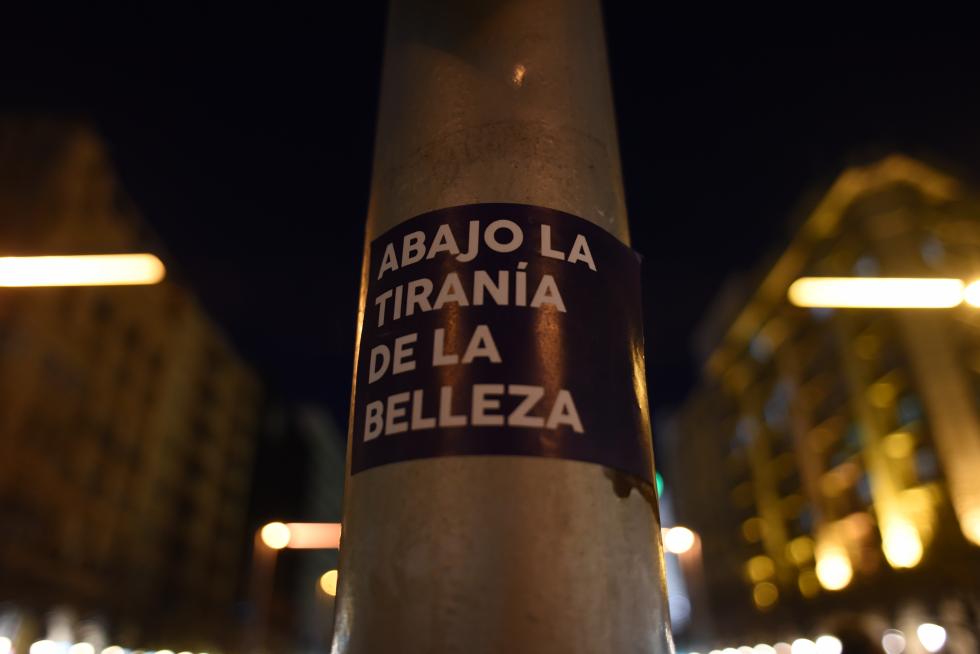 ABAJO LA
TIRANÍA
DE LA
BELLEZA